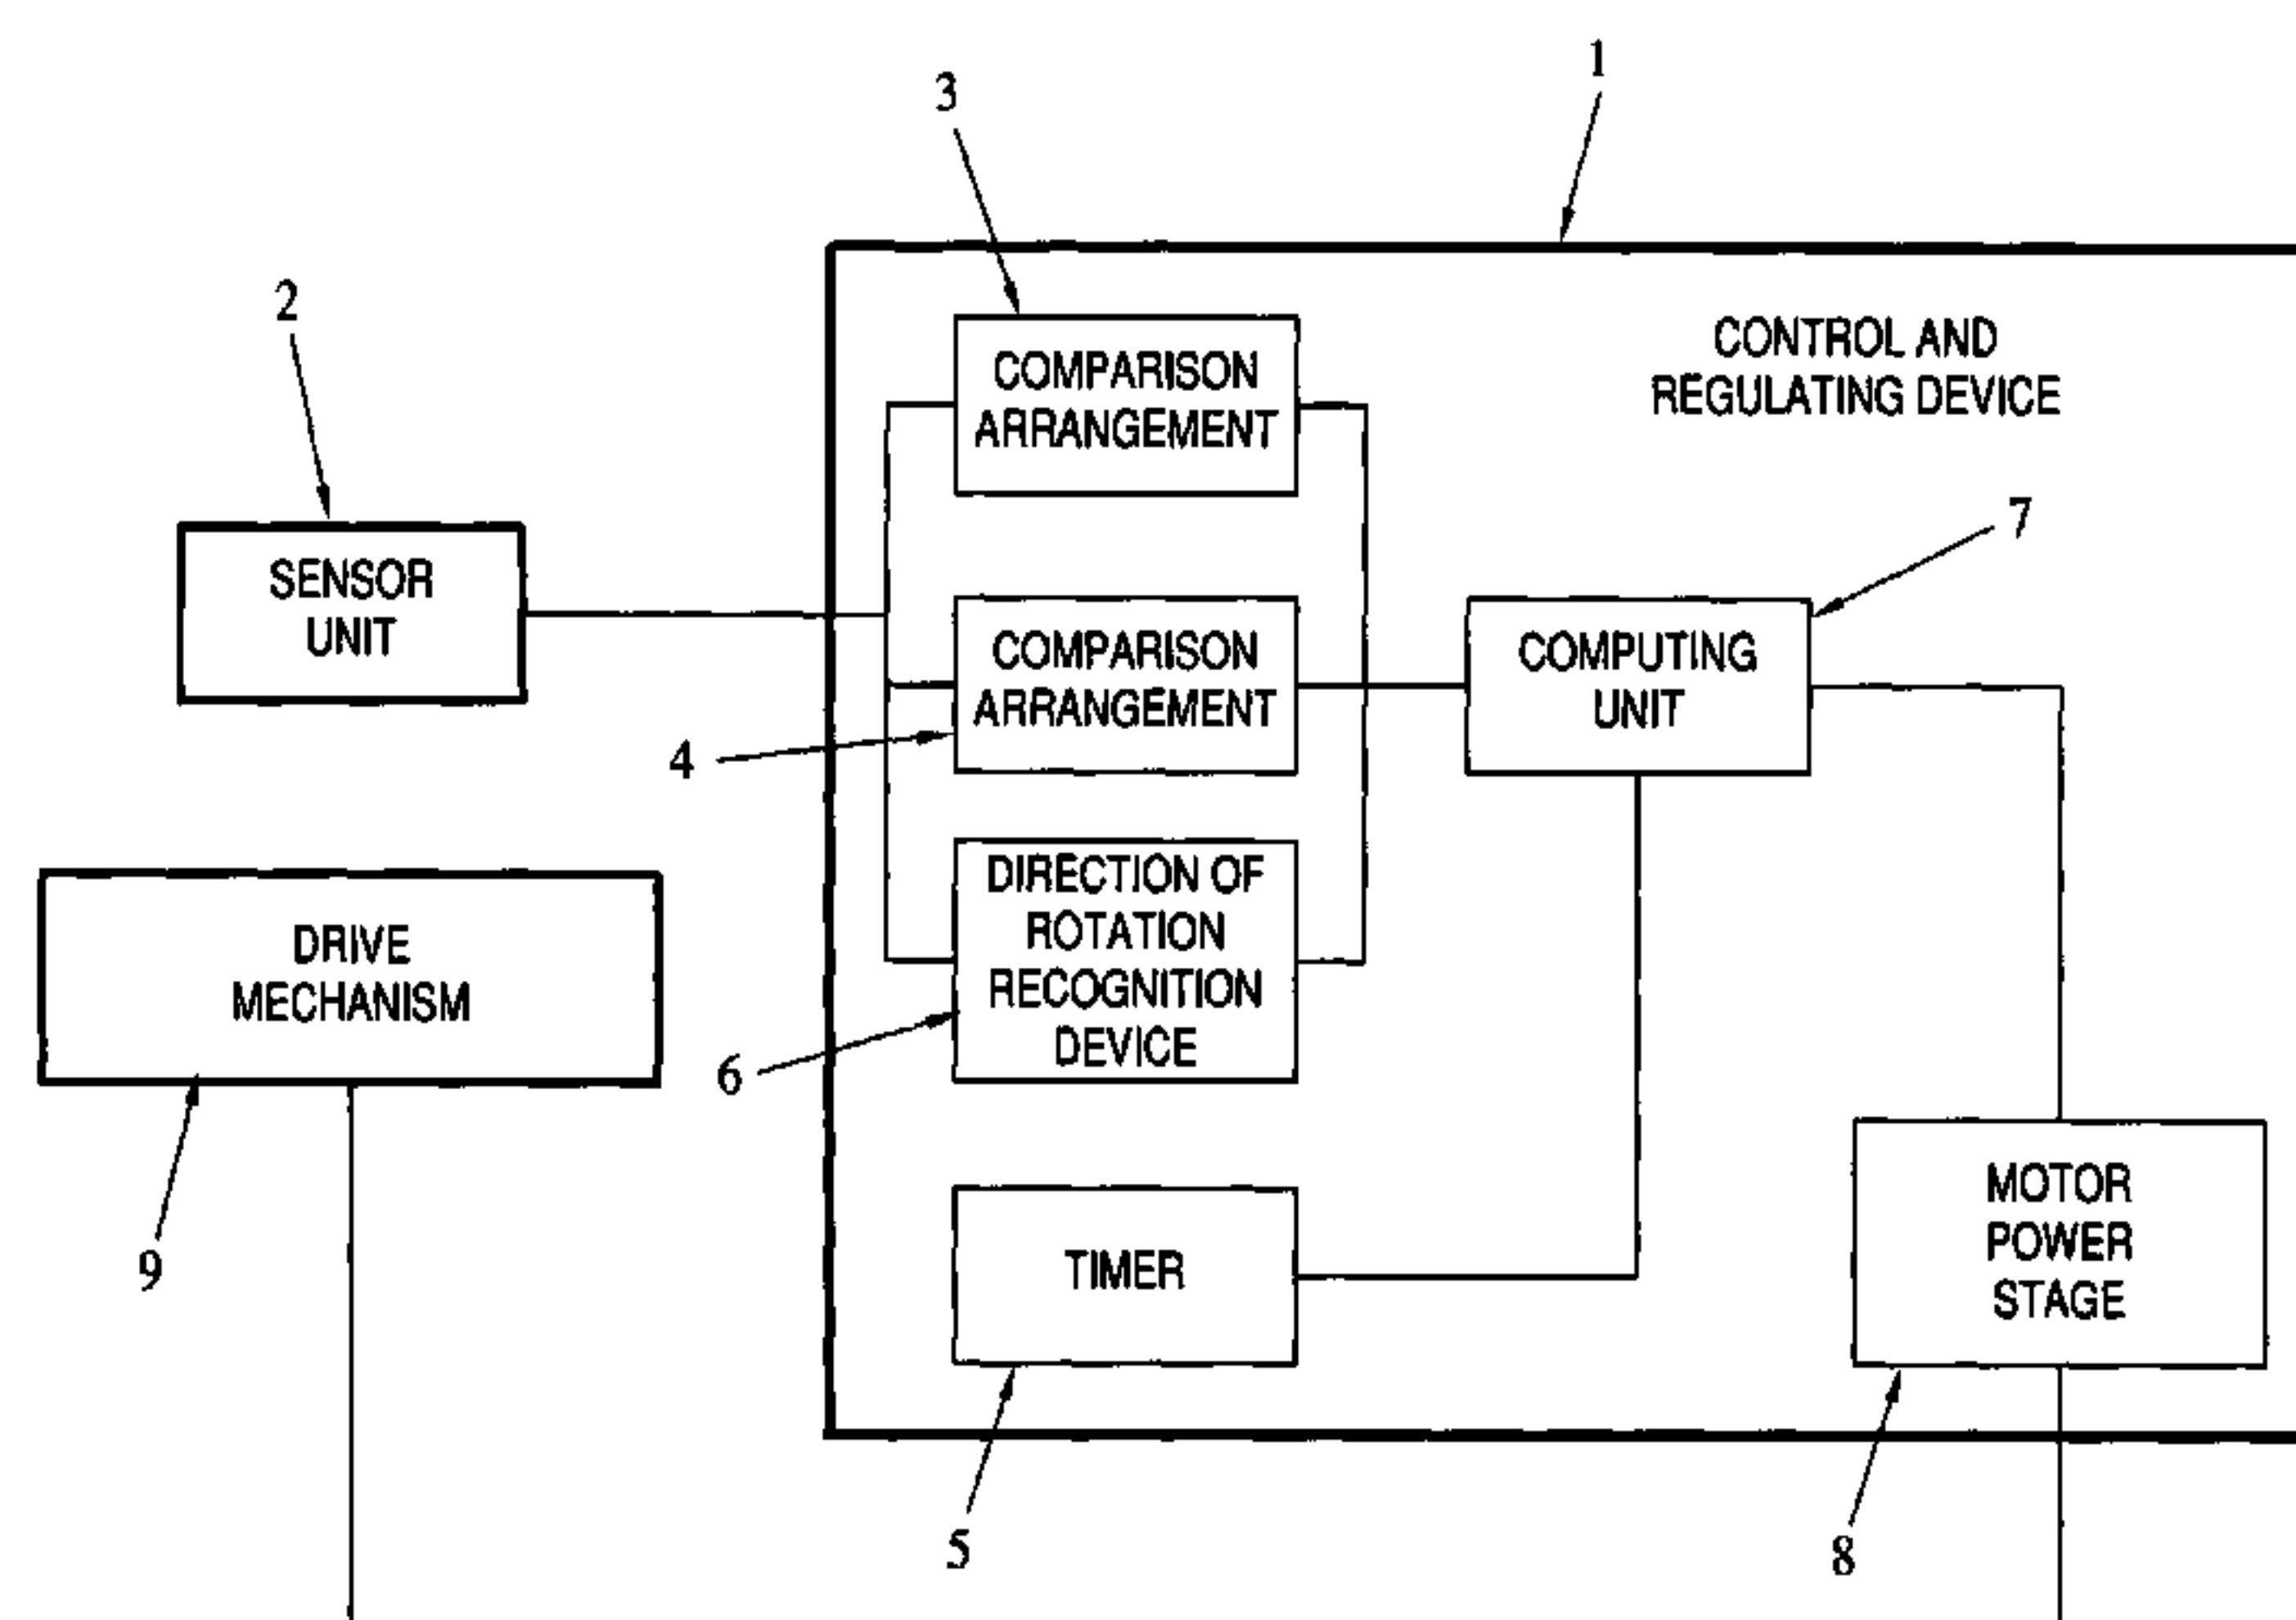 1
3
2
CONTROL AND
REGULATING DEVICE
COMPARISON
ARRANGEMENT
7
SENSOR
UNIT
COMPARISON
ARRANGEMENT
COMPUTING
UNIT
4
DIRECTION OF
ROTATION
RECOGNITION
DEVICE
DRIVE
MECHANISM
6
9
TIMER
MOTOR
POWER
STAGE
5
8